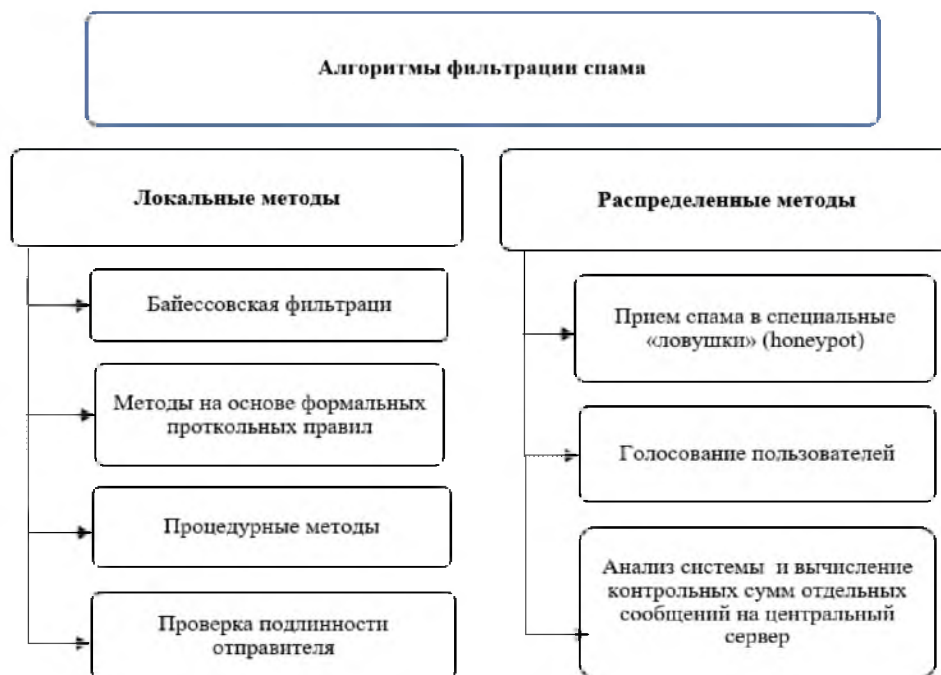 Алгоритмы фильтрации спама
Локальные методы
Байессовская фильтраци
Методы на основе формальных
проткольных правил
Процедурные методы
Проверка подлинности
отправителя
Распределенные методы
Прием спама в специальные
«ловушки» (honeypot)
Голосование пользователей
Анализ системы и вычисление
контрольных сумм отдельных
сообщений на центральный
сервер